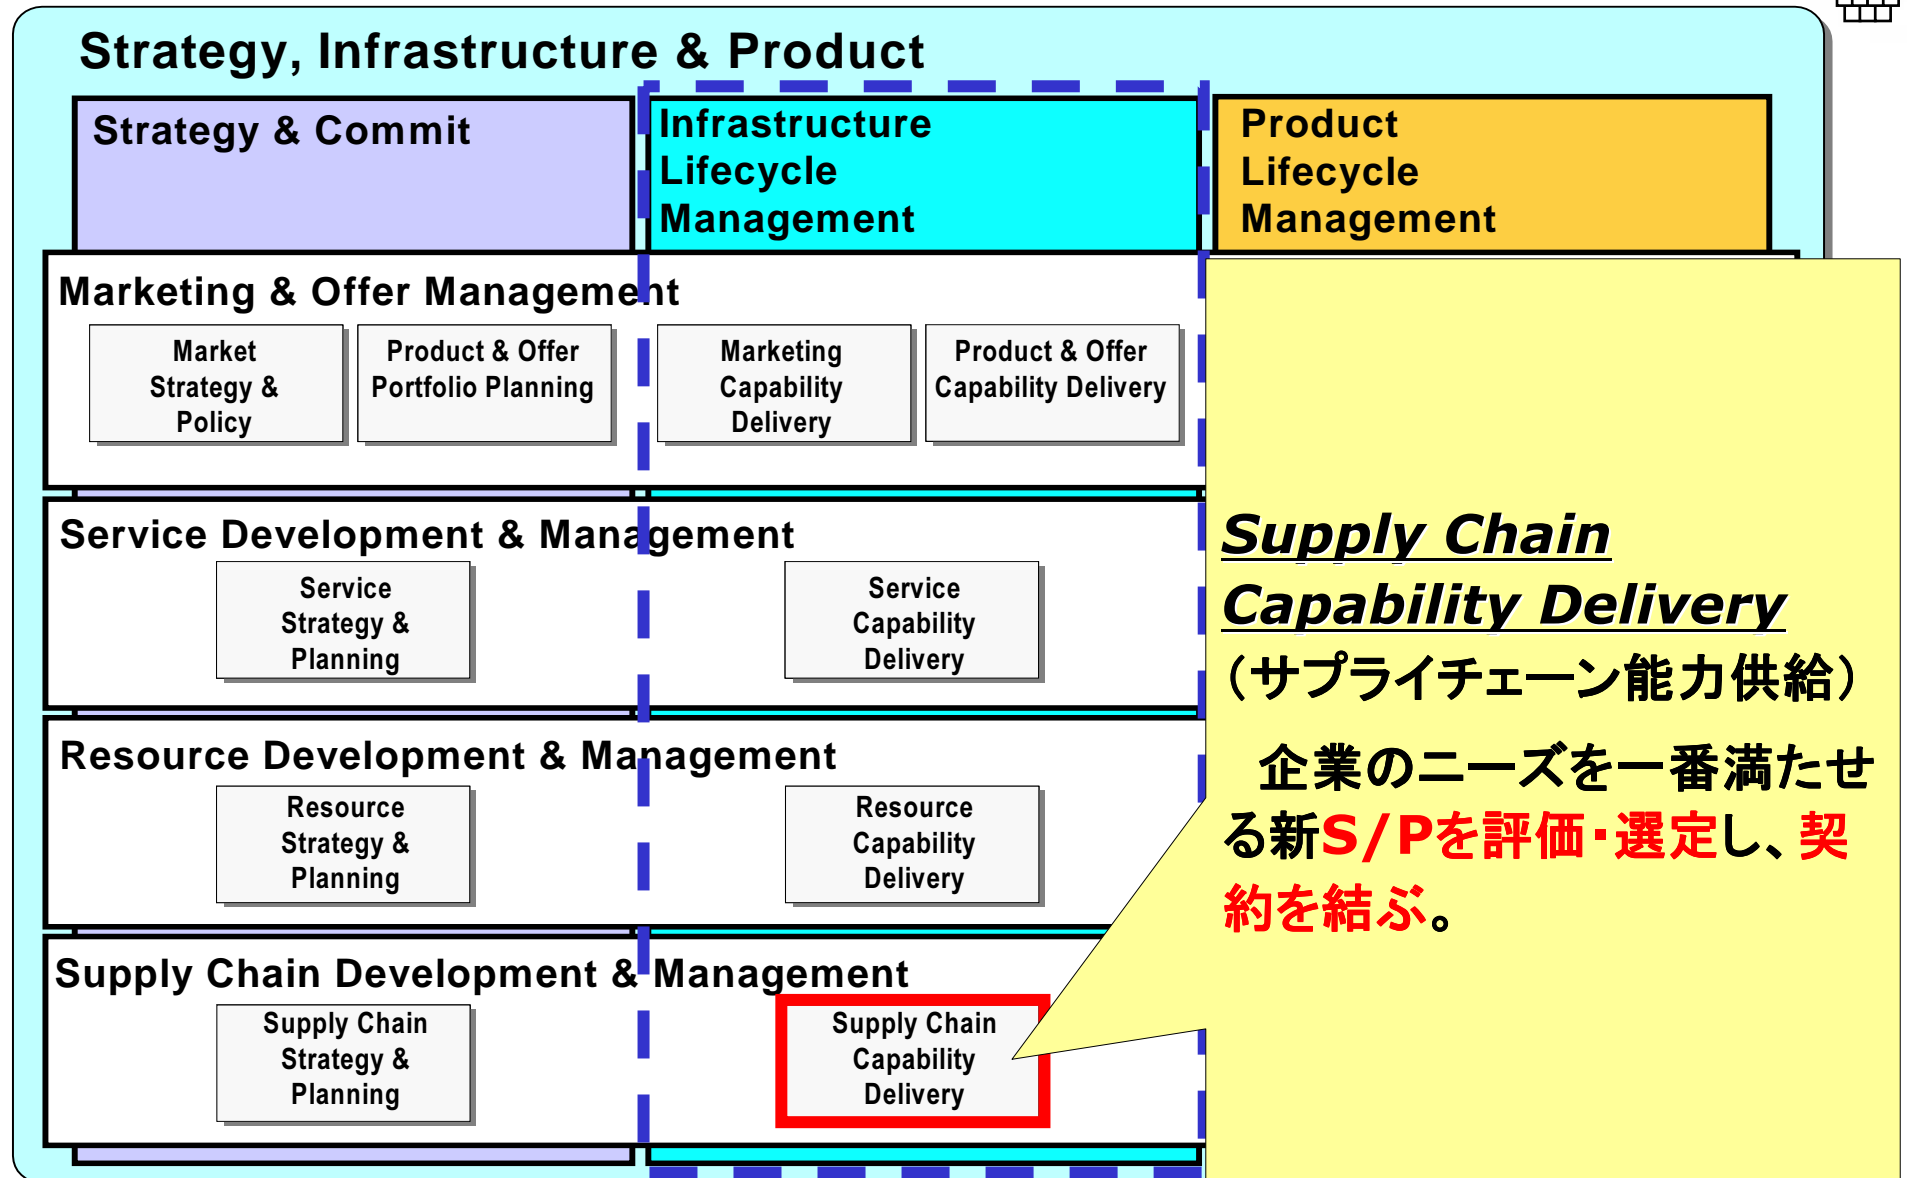 Strategy, Infrastructure & Product
Strategy & Commit
Infrastructure
Lifecycle
Management
Product
Lifecycle
Management
Marketing & Offer Management
Market
Strategy &
Policy
Product & Offer
Portfolio Planning
Marketing
Capability
Delivery
Product & Offer
Capability Delivery
Service Development & Management
Service
Strategy &
Planning
Service
Capability
Delivery
Resource Development & Management
Resource
Strategy &
Planning
Resource
Capability
Delivery
Supply Chain Development & Management
Supply Chain
Strategy &
Planning
Supply Chain
Capability
Delivery
Supply Chain
Capability Delivery
（サプライチェーン能力供給）
企業のニーズを一番満たせ
る新S/Pを評価・選定し、契
約を結ぶ。